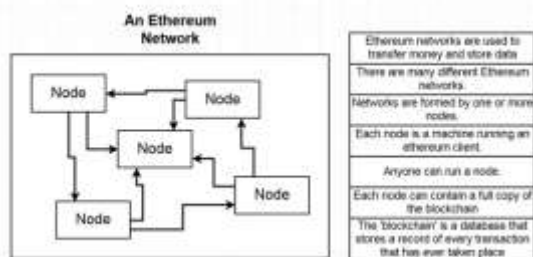 An Ethereum
Network
Node
Node
Node
Node
Node
Ethereum networks are used to
transfer money and store data
There are many different Ethereum
networks.
Networks are formed by one or more
nodes.
Each node is a machine running an
ethereum client.
Anyone can run a node.
Each node can contain a full copy of
the blockchain
The 'blockchain' is a database that
stores a record of every transaction
that has ever taken place